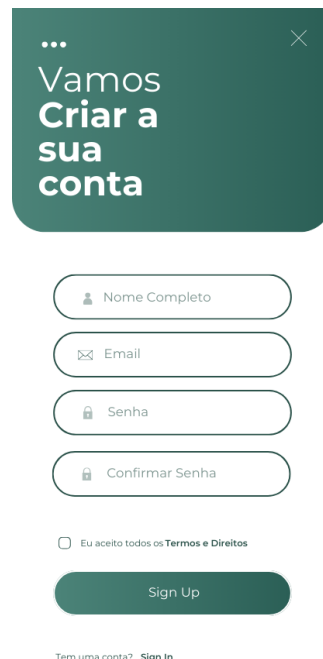 Vamos
Criar a
sua
conta
Nome Completo
Email
Senha
Confirmar Senha
Eu aceito todos os Termos e Direitos
Sign Up
Tem uma conta? Sign In